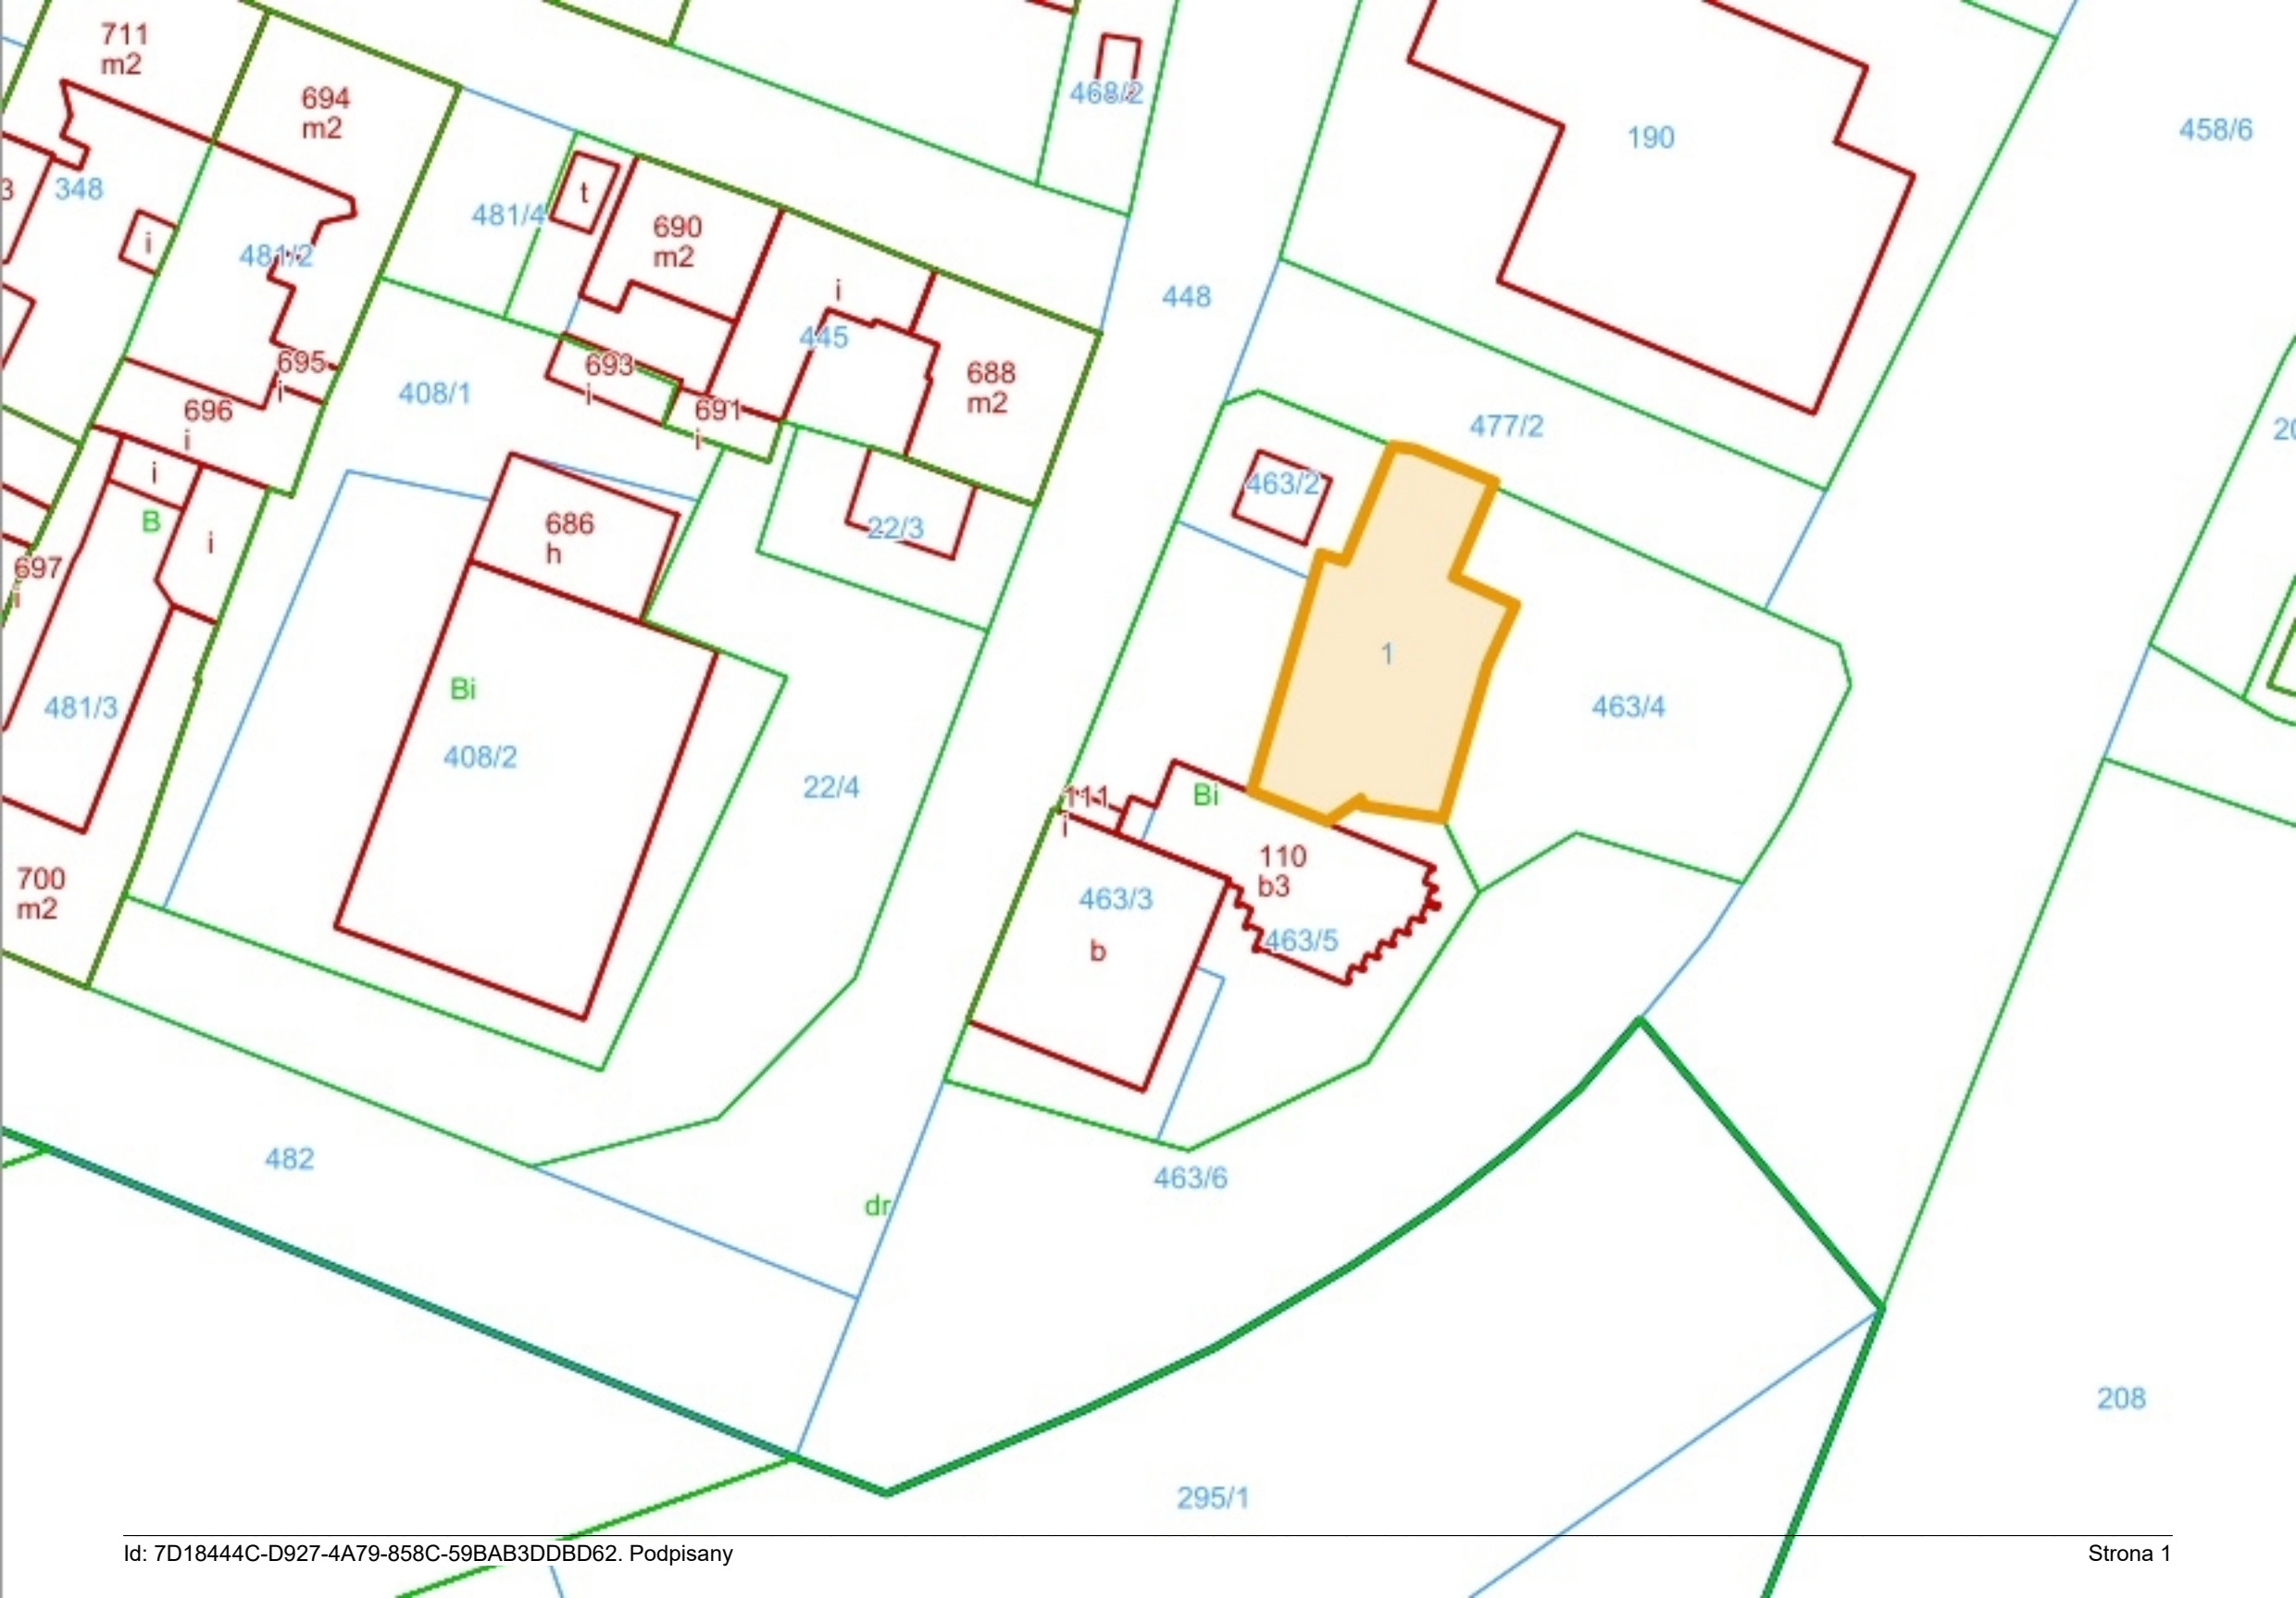 711
m2
694
m2
468/2
190
458/6
3
348
i
481/2
481/4
t
690
m2
i
445
448
688
m2
695
i
693
i
408/1
696
i
691
i
477/2
20
i
B
i
686
h
22/3
463/2
697
i
1
Bi
481/3
408/2
22/4
463/4
111
i
Bi
110
b3
700
m2
463/3
b
463/5
482
dr
463/6
208
295/1
Id: 7D18444C-D927-4A79-858C-59BAB3DDBD62. Podpisany
Strona 1